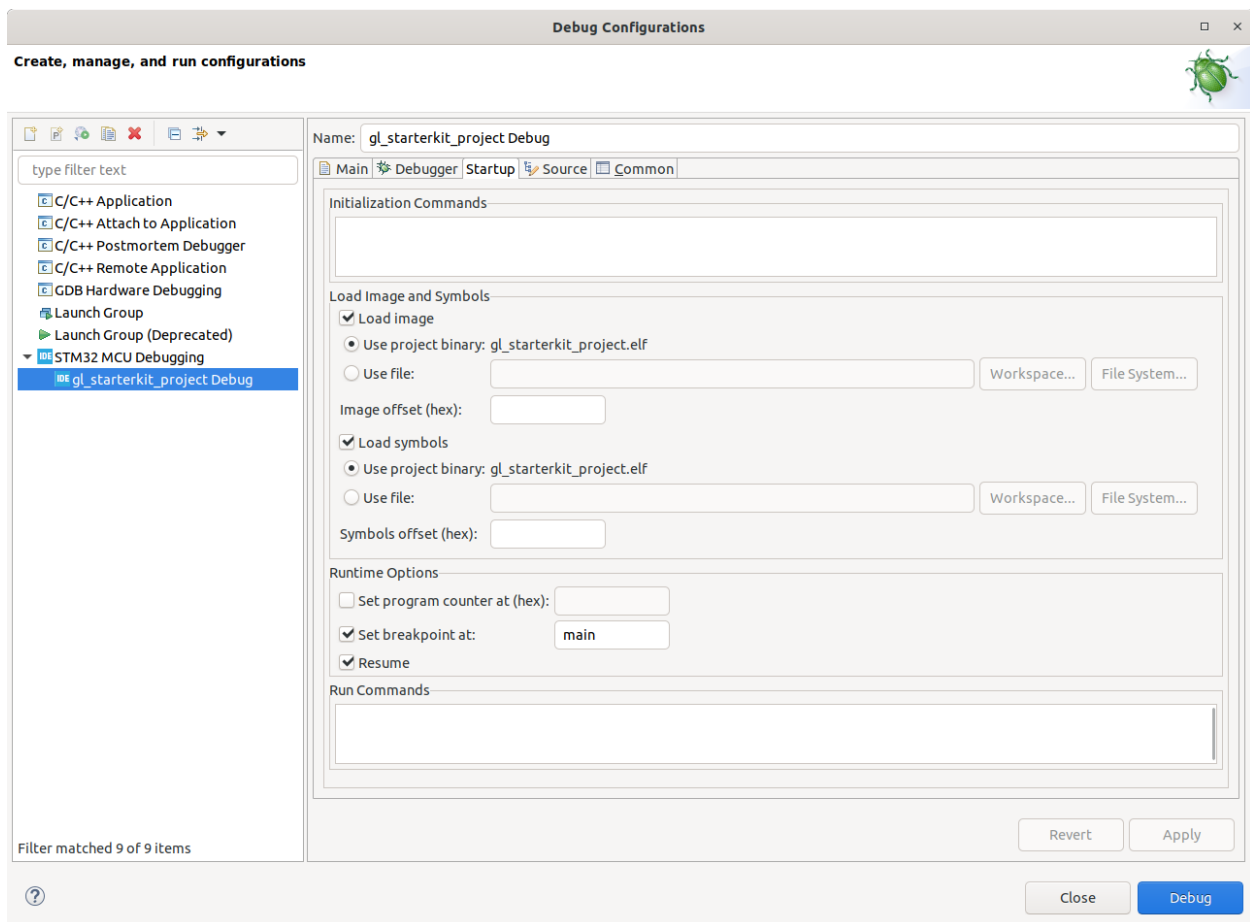 Debug Configurations
Create, manage, and run configurations
type filter text
C/C++ Application
C/C++ Attach to Application
C/C++ Postmortem Debugger
C/C++ Remote Application
GDB Hardware Debugging
Launch Group
Launch Group (Deprecated)
IDE STM32 MCU Debugging
IDE gl_starterkit_project Debug
Filter matched 9 of 9 items
Name: gl_starterkit_project Debug
Main Debugger Startup Source Common
Initialization Commands
Load Image and Symbols
Load image
Use project binary: gl_starterkit_project.elf
Use file: Workspace... File System...
Image offset (hex):
Load symbols
Use project binary: gl_starterkit_project.elf
Use file: Workspace... File System...
Symbols offset (hex):
Runtime Options
Set program counter at (hex):
Set breakpoint at: main
Resume
Run Commands
Revert Apply
? Close Debug